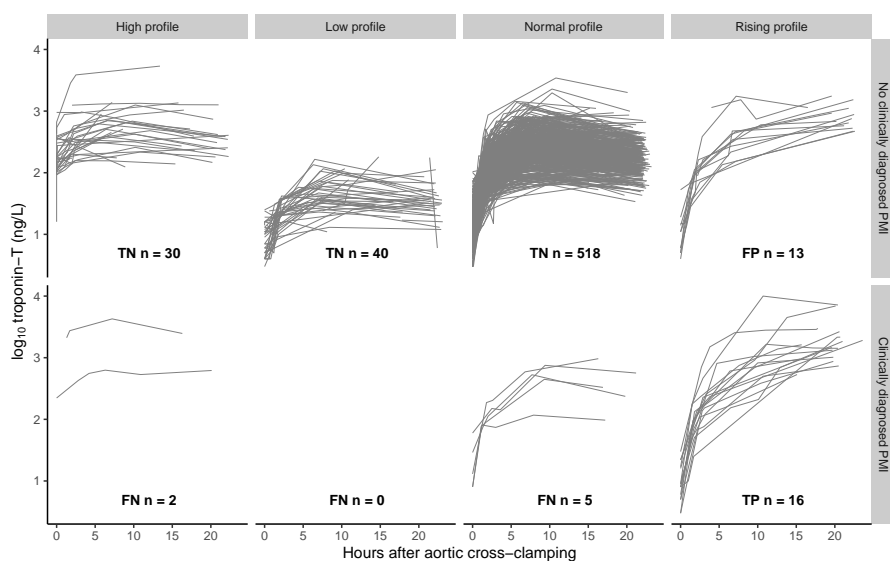 High profile
Low profile
Normal profile
Rising profile
4
3
2
1
TN n = 30
TN n = 40
TN n = 518
FP n = 13
No clinically diagnosed PMI
log10 troponin−T (ng/L)
4
3
2
1
FN n = 2
FN n = 0
FN n = 5
TP n = 16
Clinically diagnosed PMI
0 5 10 15 20 0 5 10 15 20 0 5 10 15 20 0 5 10 15 20
Hours after aortic cross−clamping